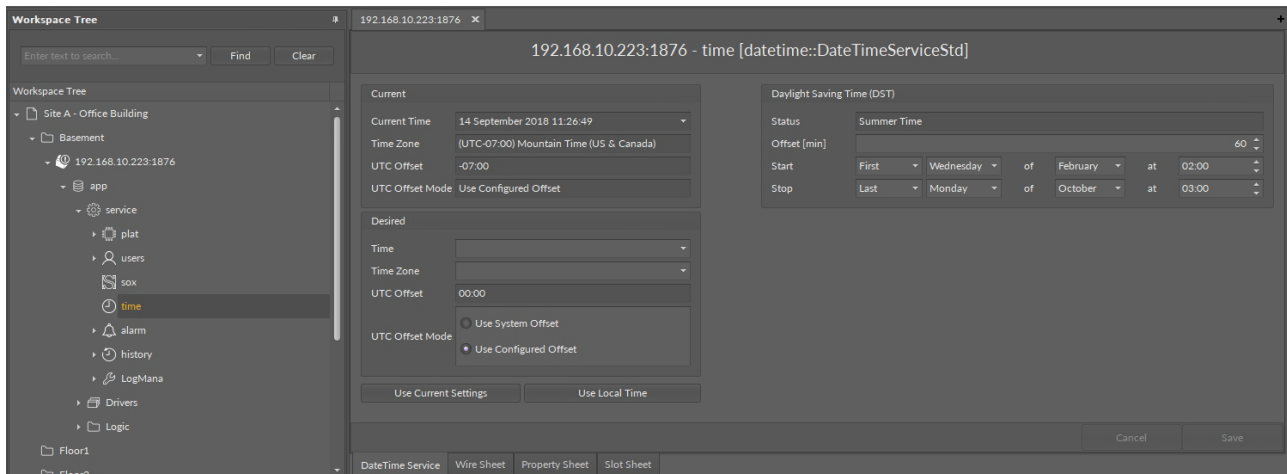 Workspace Tree
Enter text to search... Find Clear
Workspace Tree
Site A - Office Building
Basement
192.168.10.223:1876
app
service
plat
users
sox
time
alarm
history
LogMana
Drivers
Logic
Floor1
192.168.10.223:1876
192.168.10.223:1876 - time [datetime::DateTimeServiceStd]
Current
Current Time 14 September 2018 11:26:49
Time Zone (UTC-07:00) Mountain Time (US & Canada)
UTC Offset -07:00
UTC Offset Mode Use Configured Offset
Desired
Time
Time Zone
UTC Offset 00:00
UTC Offset Mode
Use System Offset
Use Configured Offset
Use Current Settings Use Local Time
Daylight Saving Time (DST)
Status Summer Time
Offset [min] 60
Start First Wednesday of February at 02:00
Stop Last Monday of October at 03:00
Cancel Save
DateTime Service Wire Sheet Property Sheet Slot Sheet